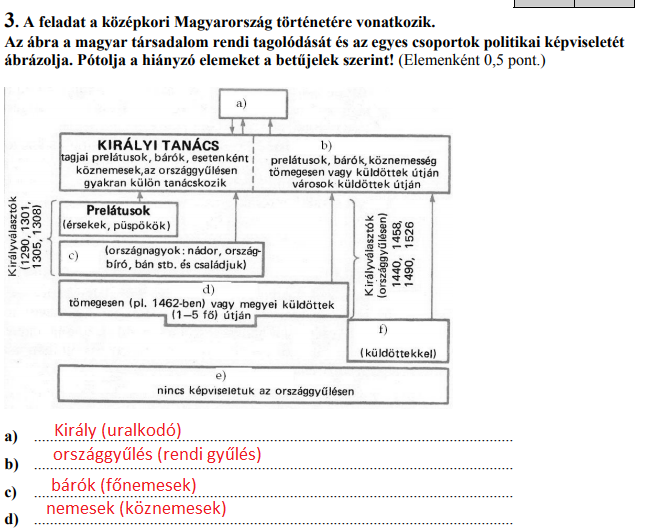 3. A feladat a középkori Magyarország történetére vonatkozik.
Az ábra a magyar társadalom rendi tagolódását és az egyes csoportok politikai képviseletét
ábrázolja. Pótolja a hiányzó elemeket a betűjelek szerint! (Elemenként 0,5 pont.)
a)
KIRÁLYI TANÁCS
tagjai prelátusok, bárók, esetenként
köznemesek,az országgyűlésen
gyakran külön tanácskozik
b)
prelátusok, bárók,köznemesség
tömegesen vagy küldöttek útján
városok küldöttek útján
Királyválasztók
(1290, 1301,
1305, 1308)
Prelátusok
(érsekek, püspökök)
c) (országnagyok: nádor, ország-
bíró, bán stb. és családjuk)
Királyválasztók
(országgyűlésen)
1440, 1458,
1490, 1526
d)
tömegesen (pl. 1462-ben) vagy megyei küldöttek
(1–5 fő) útján
f)
(küldöttekkel)
e)
nincs képviseletuk az országgyűlésen
a) Király (uralkodó)
b) országgyűlés (rendi gyűlés)
c) bárók (főnemesek)
d) nemesek (köznemesek)